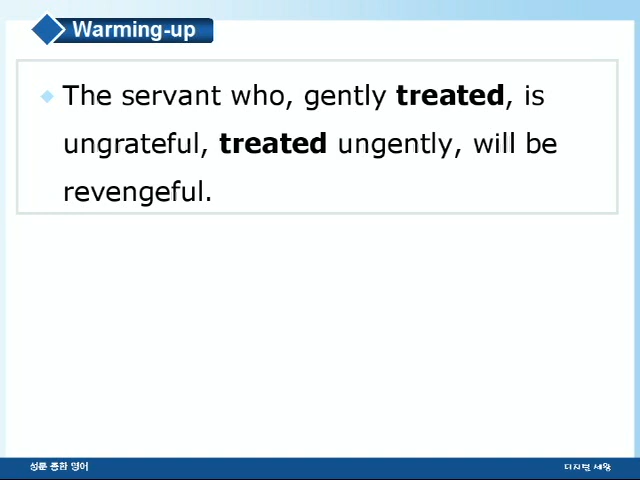 Warming-up
The servant who, gently treated, is
ungrateful, treated ungently, will be
revengeful.
성문 종합 영어
디지털 세왕